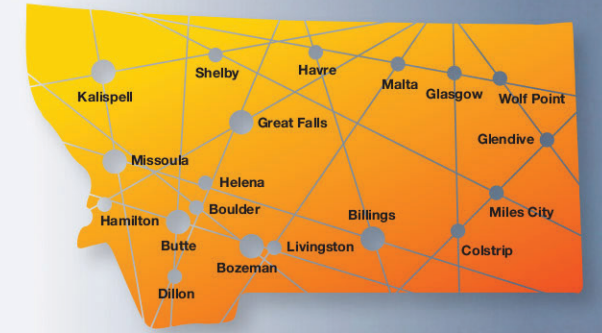 Kalispell
Shelby
Havre
Malta
Glasgow
Wolf Point
Great Falls
Glendive
Missoula
Helena
Hamilton
Boulder
Butte
Billings
Miles City
Bozeman
Livingston
Colstrip
Dillon